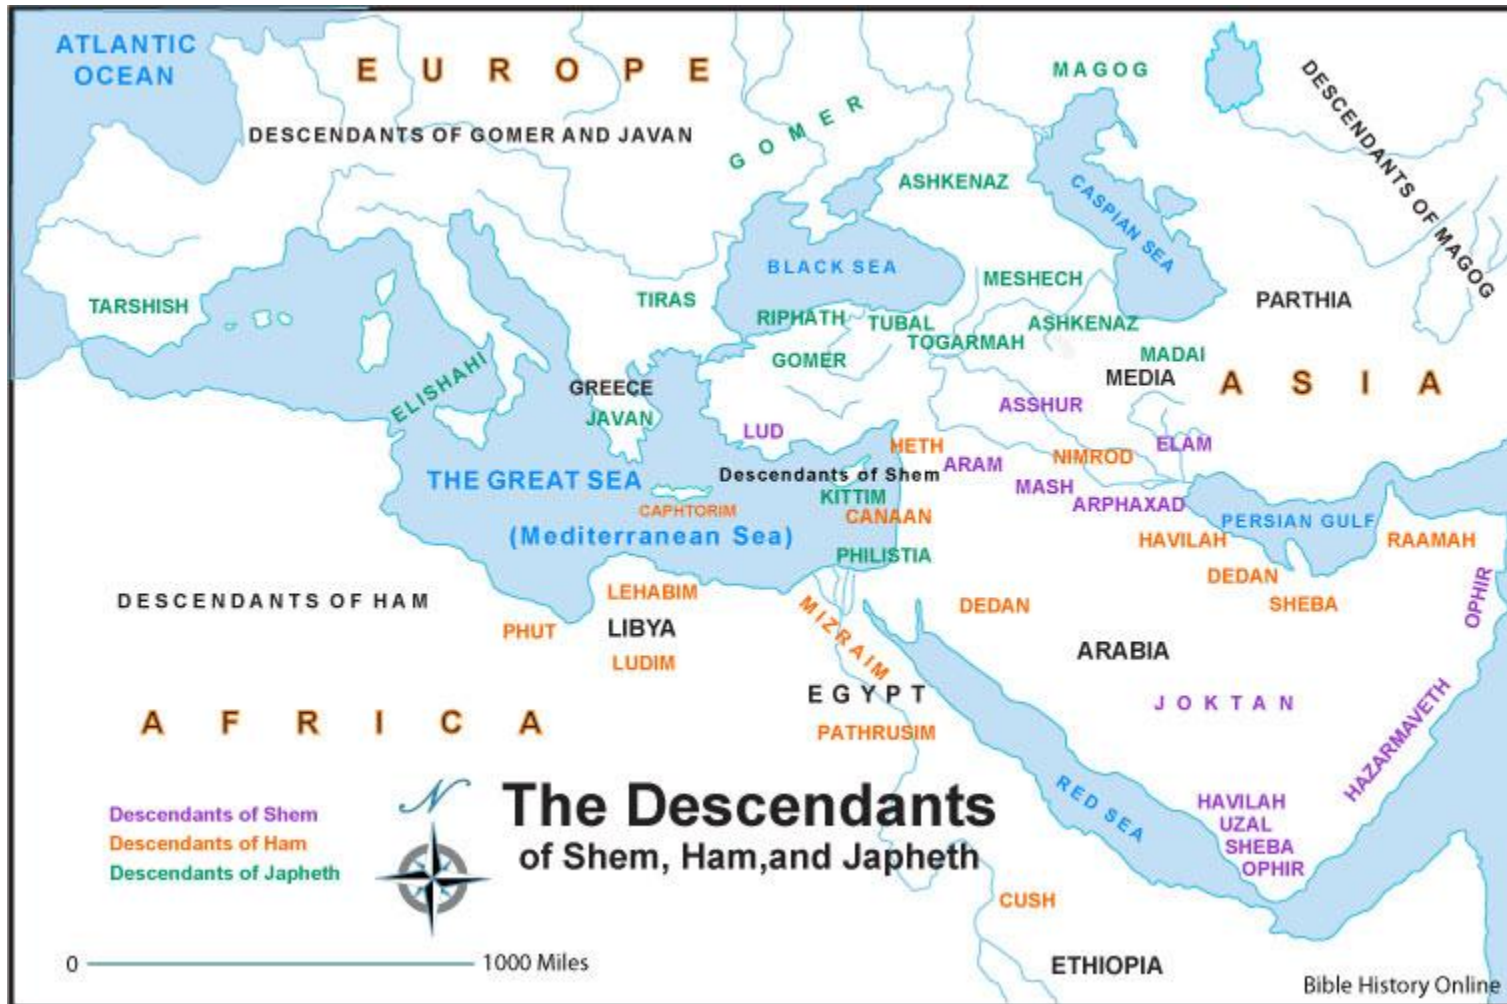 ATLANTIC
OCEAN
E U R O P E
MAGOG
DESCENDANTS OF MAGOG
DESCENDANTS OF GOMER AND JAVAN
GOMER
ASHKENAZ
CASPIAN SEA
BLACK SEA
MESHECH
TARSHISH
TIRAS
PARTHIA
RIPHATH
TUBAL
ASHKENAZ
TOGARMAH
GOMER
MADAI
MEDIA
A S I A
ELISHAHI
GREECE
JAVAN
ASSHUR
LUD
HETH
ARAM
NIMROD
ELAM
THE GREAT SEA
Descendants of Shem
MASH
KITTIM
ARPHAXAD
CAPHTORIM
CANAAN
PERSIAN GULF
(Mediterranean Sea)
HAVILAH
RAAMAH
PHILISTIA
DEDAN
SHEBA
OPHIR
DESCENDANTS OF HAM
LEHABIM
MIZRAIM
DEDAN
PHUT
LIBYA
LUDIM
ARABIA
EGYPT
JOKTAN
A F R I C A
PATHRUSIM
HAZARMAVETH
RED SEA
HAVILAH
UZAL
SHEBA
OPHIR
N
The Descendants
of Shem, Ham,and Japheth
Descendants of Shem
Descendants of Ham
Descendants of Japheth
CUSH
ETHIOPIA
0 1000 Miles
Bible History Online